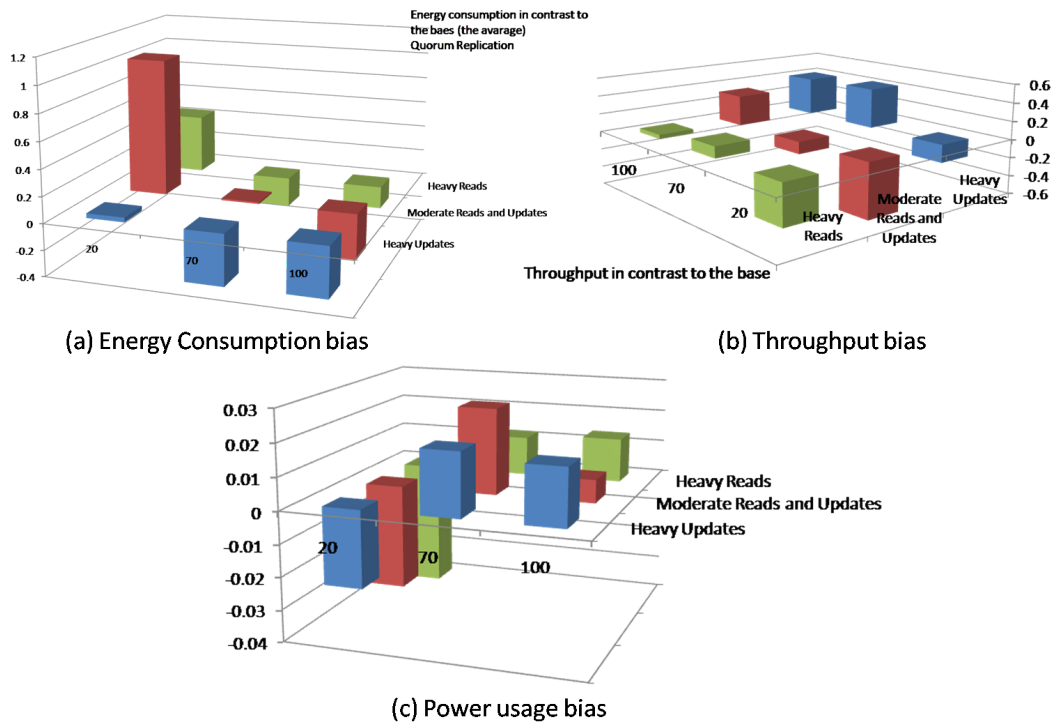 Energy consumption in contrast to
the baes (the avarage)
Quorum Replication
1.2
1
0.8
0.6
0.4
0.2
0
-0.2
-0.4
20
70
100
Heavy Reads
Moderate Reads and Updates
Heavy Updates
(a) Energy Consumption bias
0.6
0.4
0.2
0
-0.2
-0.4
-0.6
100
70
20
Heavy
Reads
Moderate
Reads and
Updates
Heavy
Updates
Throughput in contrast to the base
(b) Throughput bias
0.03
0.02
0.01
0
-0.01
-0.02
-0.03
-0.04
20
70
100
Heavy Reads
Moderate Reads and Updates
Heavy Updates
(c) Power usage bias